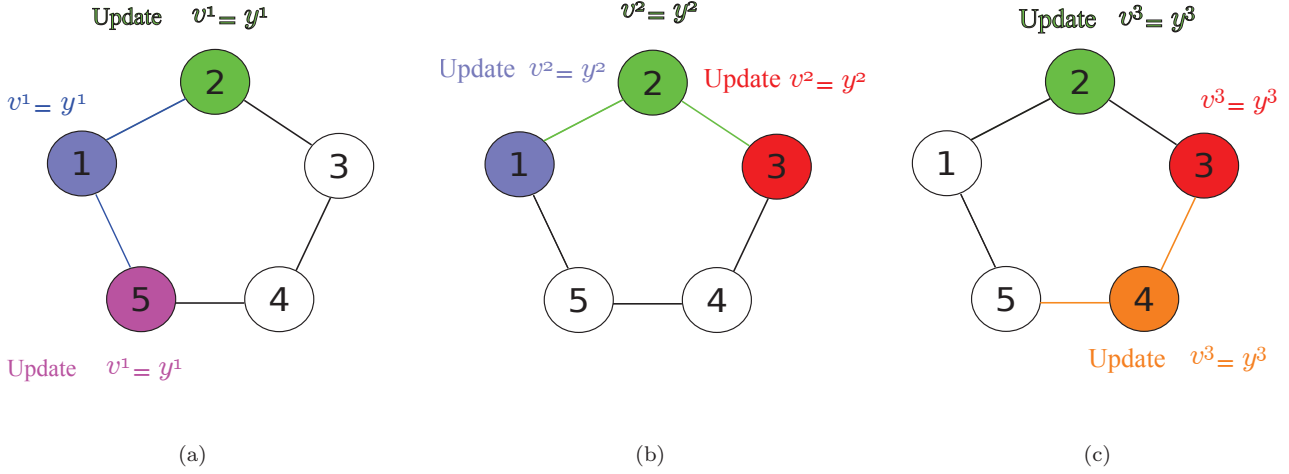 Update v¹= y¹
v¹= y¹
2
1
3
5
4
Update v¹= y¹
(a)
v²= y²
Update v²= y²
2
Update v²= y²
1
3
5
4
(b)
Update v³= y³
2
v³= y³
1
3
5
4
Update v³= y³
(c)